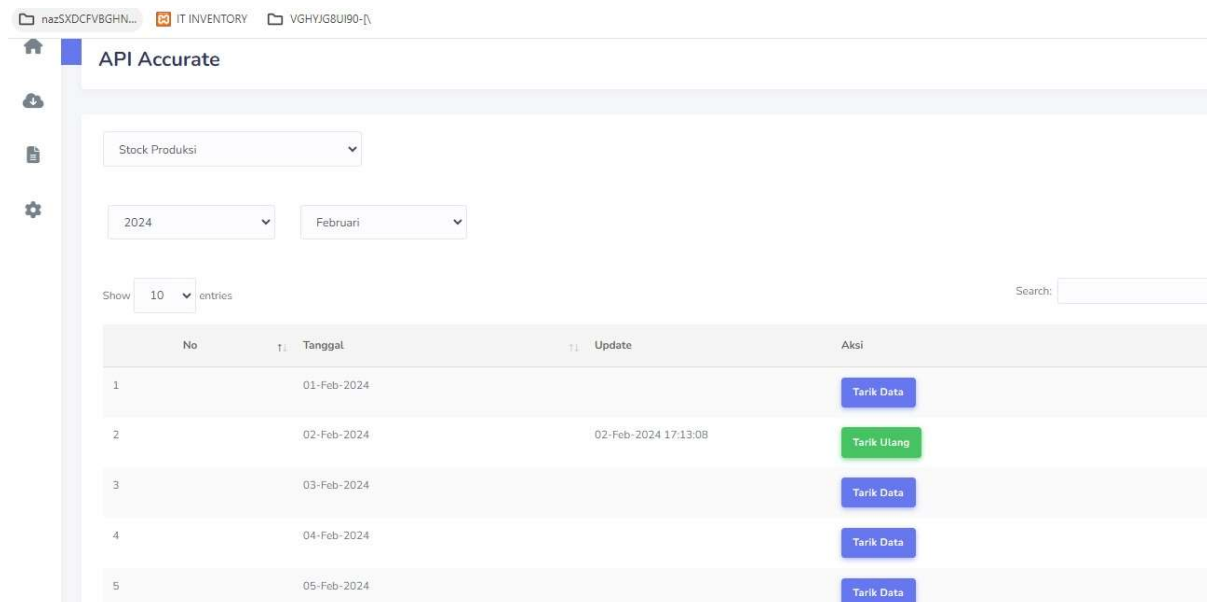 nazSXDCFVBGHN... IT INVENTORY VGHYJG8UI90-[\
API Accurate
Stock Produksi
2024 Februari
Show 10 entries Search:
No Tanggal Update Aksi
1 01-Feb-2024 Tarik Data
2 02-Feb-2024 02-Feb-2024 17:13:08 Tarik Ulang
3 03-Feb-2024 Tarik Data
4 04-Feb-2024 Tarik Data
5 05-Feb-2024 Tarik Data